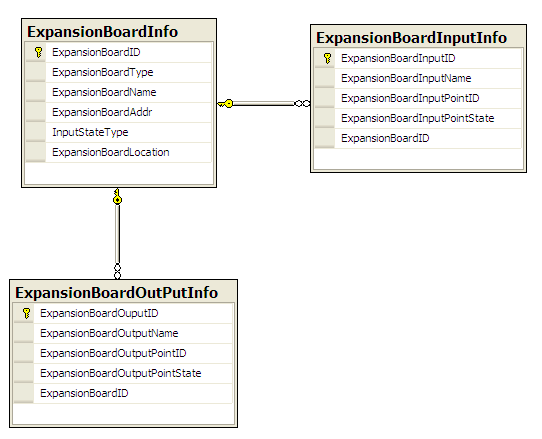 ExpansionBoardInfo
ExpansionBoardID
ExpansionBoardType
ExpansionBoardName
ExpansionBoardAddr
InputStateType
ExpansionBoardLocation
ExpansionBoardInputInfo
ExpansionBoardInputID
ExpansionBoardInputName
ExpansionBoardInputPointID
ExpansionBoardInputPointState
ExpansionBoardID
ExpansionBoardOutPutInfo
ExpansionBoardOuputID
ExpansionBoardOutputName
ExpansionBoardOutputPointID
ExpansionBoardOutputPointState
ExpansionBoardID